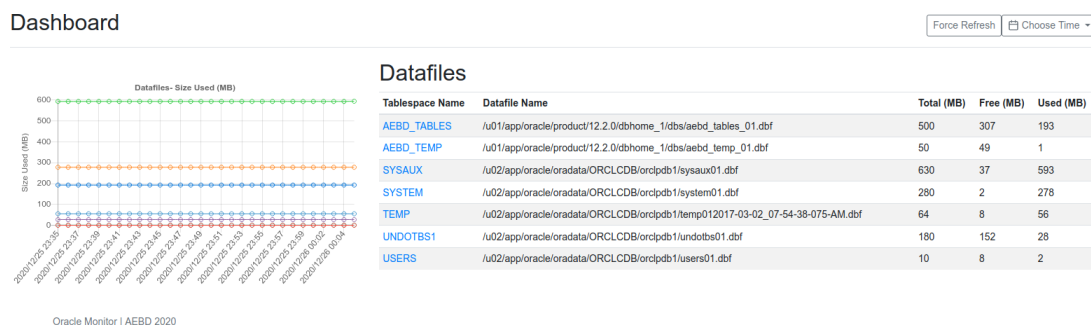 Dashboard
Force Refresh
Choose Time
Datafiles- Size Used (MB)
Size Used (MB)
600
500
400
300
200
100
0
2020/12/25 23:35
2020/12/25 23:37
2020/12/25 23:39
2020/12/25 23:41
2020/12/25 23:43
2020/12/25 23:45
2020/12/25 23:47
2020/12/25 23:49
2020/12/25 23:51
2020/12/25 23:53
2020/12/25 23:55
2020/12/25 23:57
2020/12/25 23:59
2020/12/26 00:02
2020/12/26 00:04
Datafiles
Tablespace Name Datafile Name Total (MB) Free (MB) Used (MB)
AEBD_TABLES /u01/app/oracle/product/12.2.0/dbhome_1/dbs/aebd_tables_01.dbf 500 307 193
AEBD_TEMP /u01/app/oracle/product/12.2.0/dbhome_1/dbs/aebd_temp_01.dbf 50 49 1
SYSAUX /u02/app/oracle/oradata/ORCLCDB/orclpdb1/sysaux01.dbf 630 37 593
SYSTEM /u02/app/oracle/oradata/ORCLCDB/orclpdb1/system01.dbf 280 2 278
TEMP /u02/app/oracle/oradata/ORCLCDB/orclpdb1/temp012017-03-02_07-54-38-075-AM.dbf 64 8 56
UNDOTBS1 /u02/app/oracle/oradata/ORCLCDB/orclpdb1/undotbs01.dbf 180 152 28
USERS /u02/app/oracle/oradata/ORCLCDB/orclpdb1/users01.dbf 10 8 2
Oracle Monitor | AEBD 2020